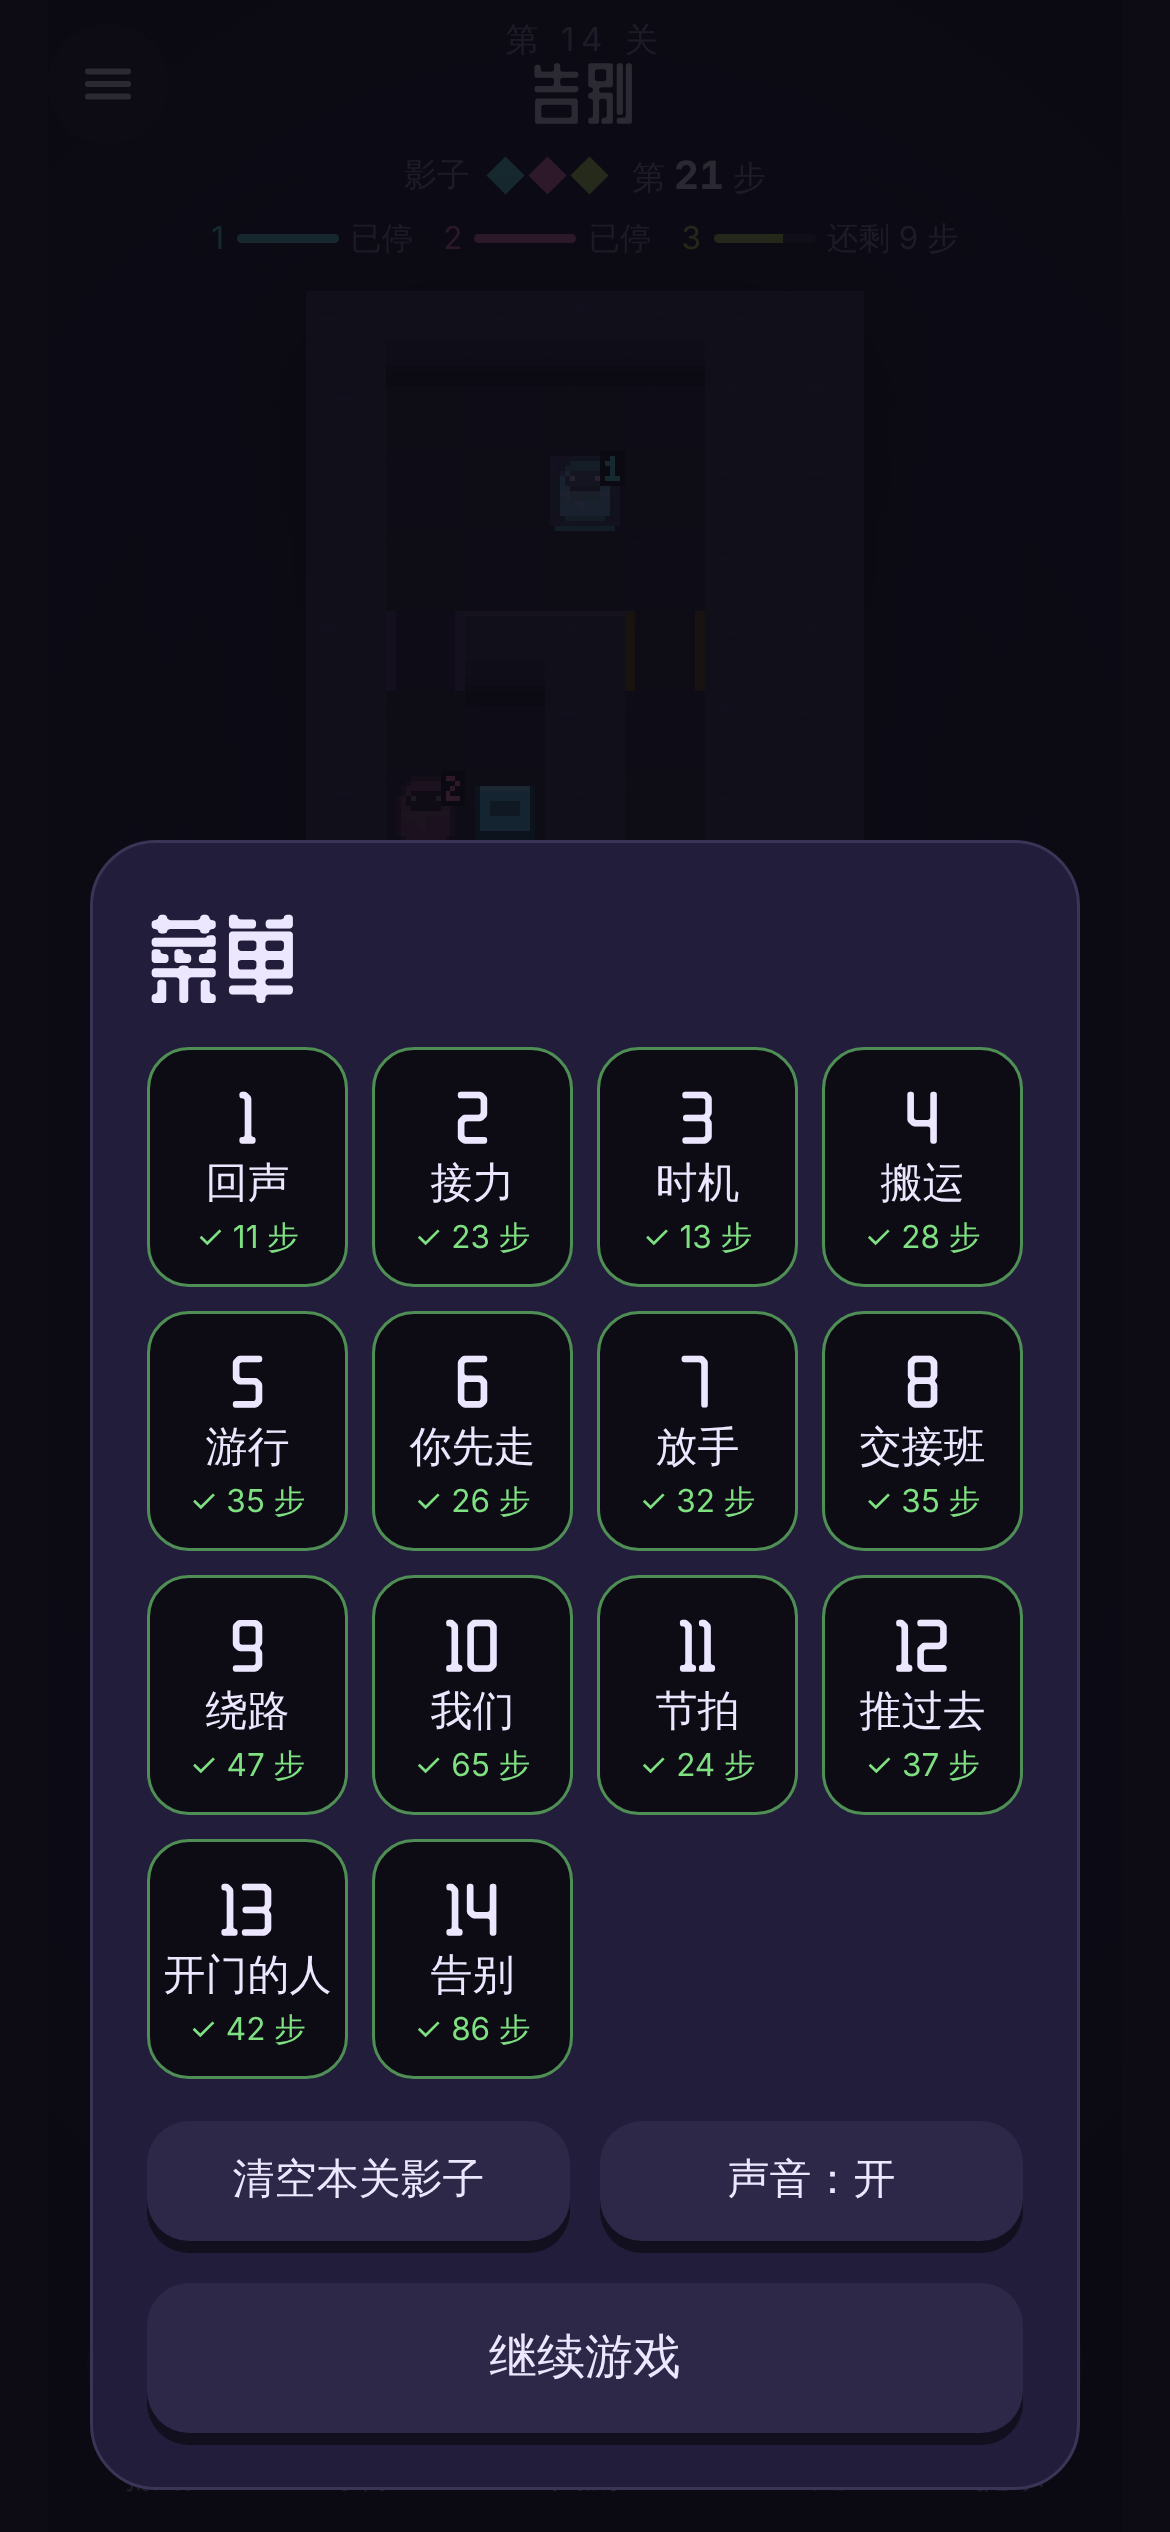 第 14 关
告别
影子 第 21 步
1 已停 2 已停 3 还剩 9 步
1
2
菜单
1 2 3 4
回声 接力 时机 搬运
✓ 11 步 ✓ 23 步 ✓ 13 步 ✓ 28 步
5 6 7 8
游行 你先走 放手 交接班
✓ 35 步 ✓ 26 步 ✓ 32 步 ✓ 35 步
9 10 11 12
绕路 我们 节拍 推过去
✓ 47 步 ✓ 65 步 ✓ 24 步 ✓ 37 步
13 14
开门的人 告别
✓ 42 步 ✓ 86 步
清空本关影子 声音：开
继续游戏